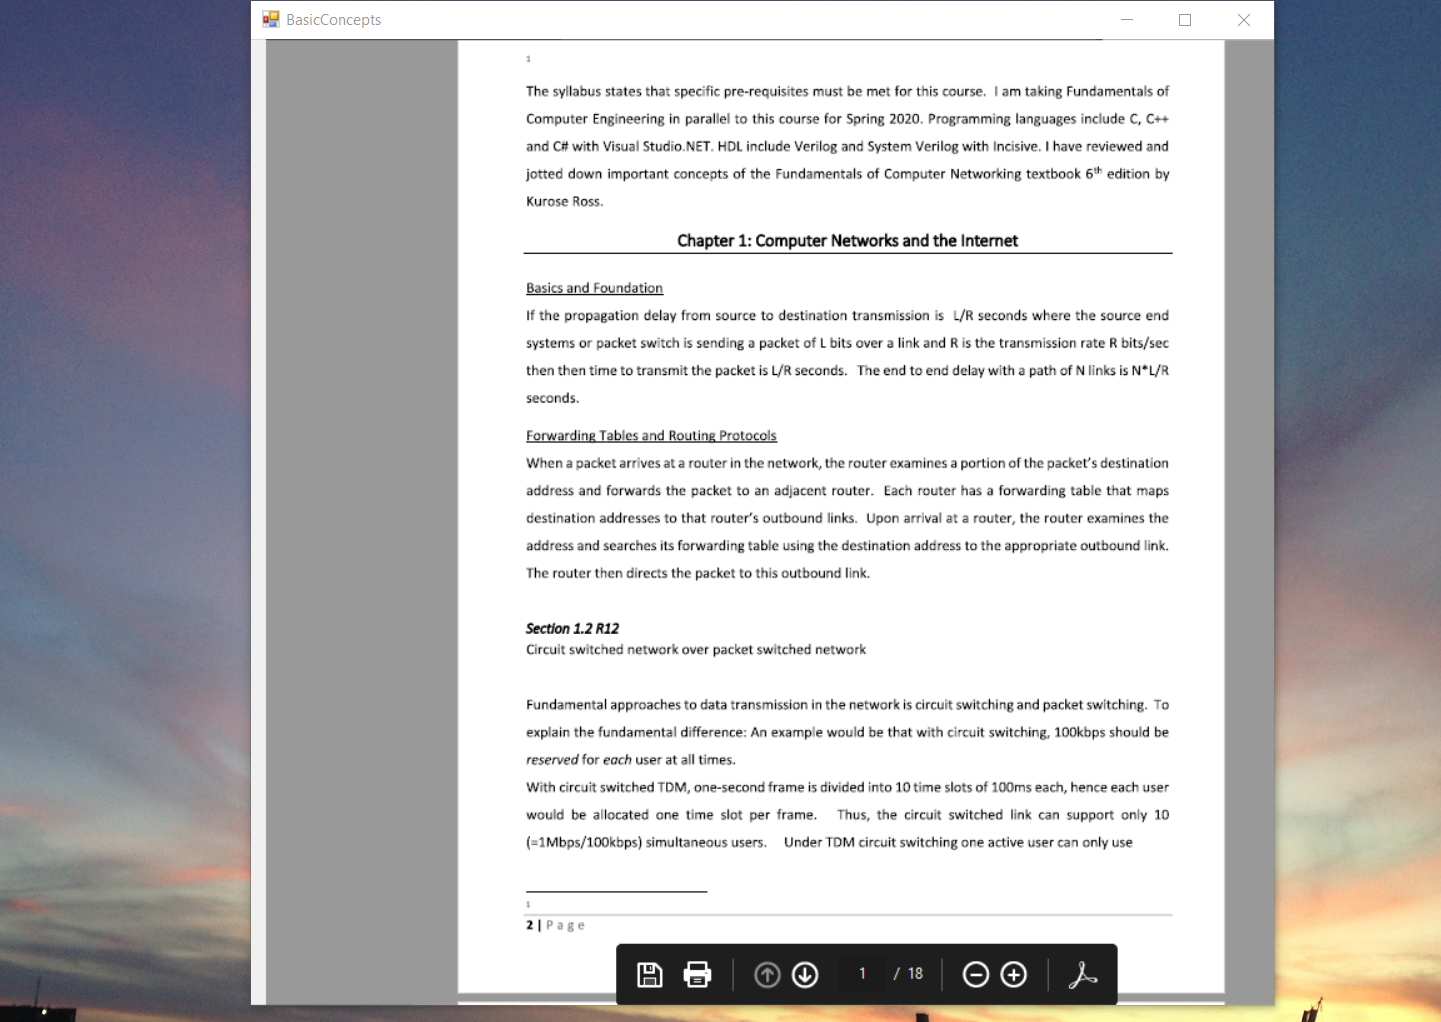 BasicConcepts
1
The syllabus states that specific pre-requisites must be met for this course. I am taking Fundamentals of
Computer Engineering in parallel to this course for Spring 2020. Programming languages include C, C++
and C# with Visual Studio.NET. HDL include Verilog and System Verilog with Incisive. I have reviewed and
jotted down important concepts of the Fundamentals of Computer Networking textbook 6th edition by
Kurose Ross.
Chapter 1: Computer Networks and the Internet
Basics and Foundation
If the propagation delay from source to destination transmission is L/R seconds where the source end
systems or packet switch is sending a packet of L bits over a link and R is the transmission rate R bits/sec
then then time to transmit the packet is L/R seconds. The end to end delay with a path of N links is N*L/R
seconds.
Forwarding Tables and Routing Protocols
When a packet arrives at a router in the network, the router examines a portion of the packet's destination
address and forwards the packet to an adjacent router. Each router has a forwarding table that maps
destination addresses to that router's outbound links. Upon arrival at a router, the router examines the
address and searches its forwarding table using the destination address to the appropriate outbound link.
The router then directs the packet to this outbound link.
Section 1.2 R12
Circuit switched network over packet switched network
Fundamental approaches to data transmission in the network is circuit switching and packet switching. To
explain the fundamental difference: An example would be that with circuit switching, 100kbps should be
reserved for each user at all times.
With circuit switched TDM, one-second frame is divided into 10 time slots of 100ms each, hence each user
would be allocated one time slot per frame. Thus, the circuit switched link can support only 10
(=1Mbps/100kbps) simultaneous users. Under TDM circuit switching one active user can only use
1
2 | Page
1 / 18